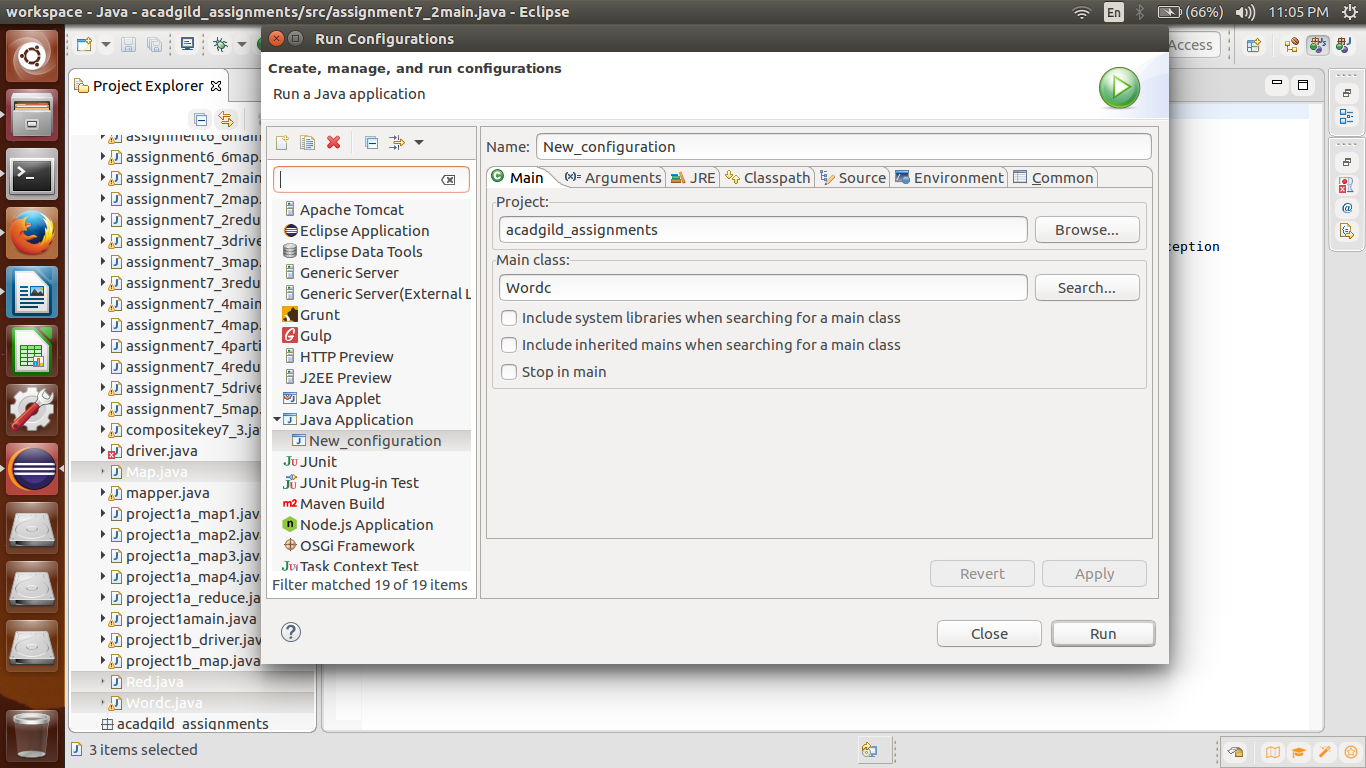 workspace - Java - acadgild_assignments/src/assignment7_2main.java - Eclipse
En
(66%)
11:05 PM
Run Configurations
Access
Create, manage, and run configurations
Run a Java application
Project Explorer
assignment6_6main
assignment6_6map.
assignment7_2main
assignment7_2map.
assignment7_2redu
assignment7_3drive
assignment7_3map.
assignment7_3redu
assignment7_4main
assignment7_4map.
assignment7_4parti
assignment7_4redu
assignment7_5drive
assignment7_5map.
compositekey7_3.ja
driver.java
Map.java
mapper.java
project1a_map1.java
project1a_map2.java
project1a_map3.java
project1a_map4.java
project1a_reduce.ja
project1amain.java
project1b_driver.jav
project1b_map.java
Red.java
Wordc.java
acadgild_assignments
Apache Tomcat
Eclipse Application
Eclipse Data Tools
Generic Server
Generic Server(External L
Grunt
Gulp
HTTP Preview
J2EE Preview
Java Applet
Java Application
New_configuration
JUnit
JUnit Plug-in Test
Maven Build
Node.js Application
OSGi Framework
Task Context Test
Filter matched 19 of 19 items
Name: New_configuration
Main Arguments JRE Classpath Source Environment Common
Project:
acadgild_assignments Browse...
Main class:
Wordc Search...
Include system libraries when searching for a main class
Include inherited mains when searching for a main class
Stop in main
Revert Apply
Close Run
ception
3 items selected